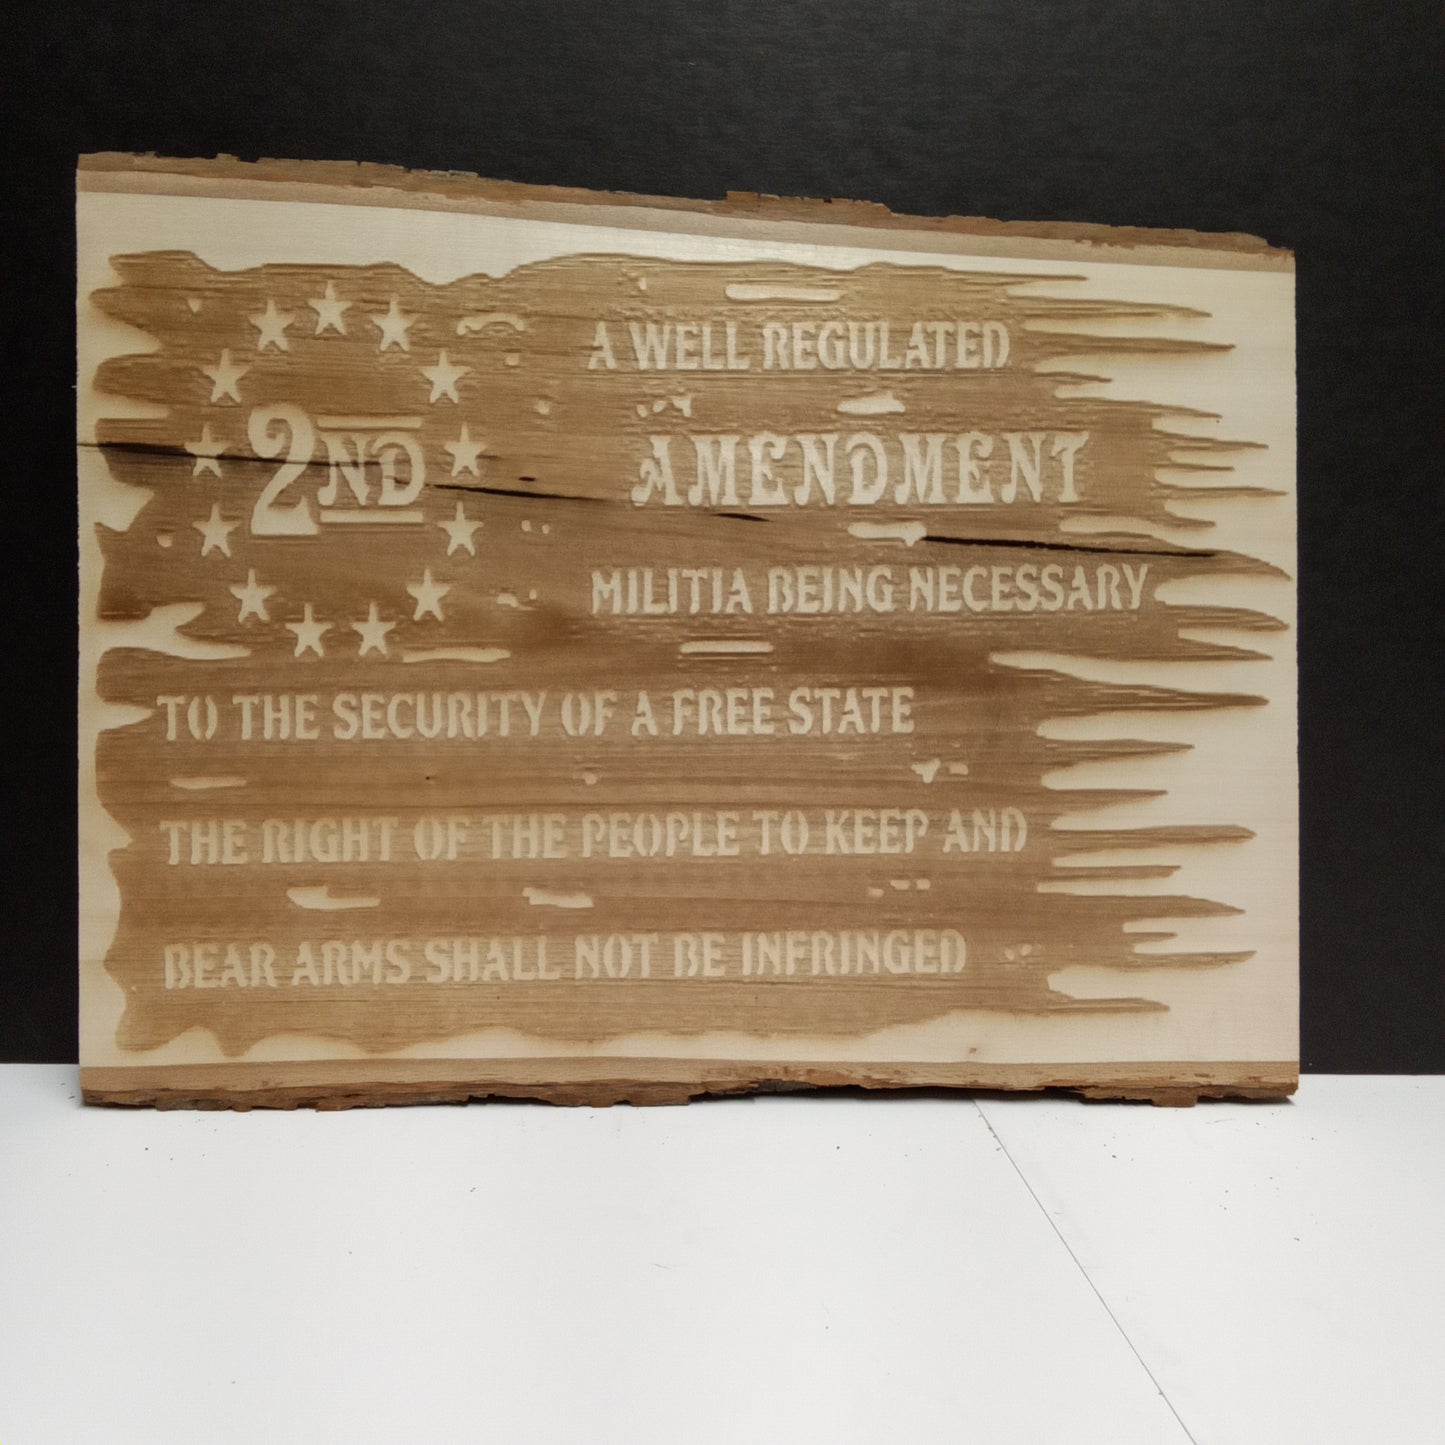 A WELL REGULATED
2ND AMENDMENT
MILITIA BEING NECESSARY
TO THE SECURITY OF A FREE STATE
THE RIGHT OF THE PEOPLE TO KEEP AND
BEAR ARMS SHALL NOT BE INFRINGED